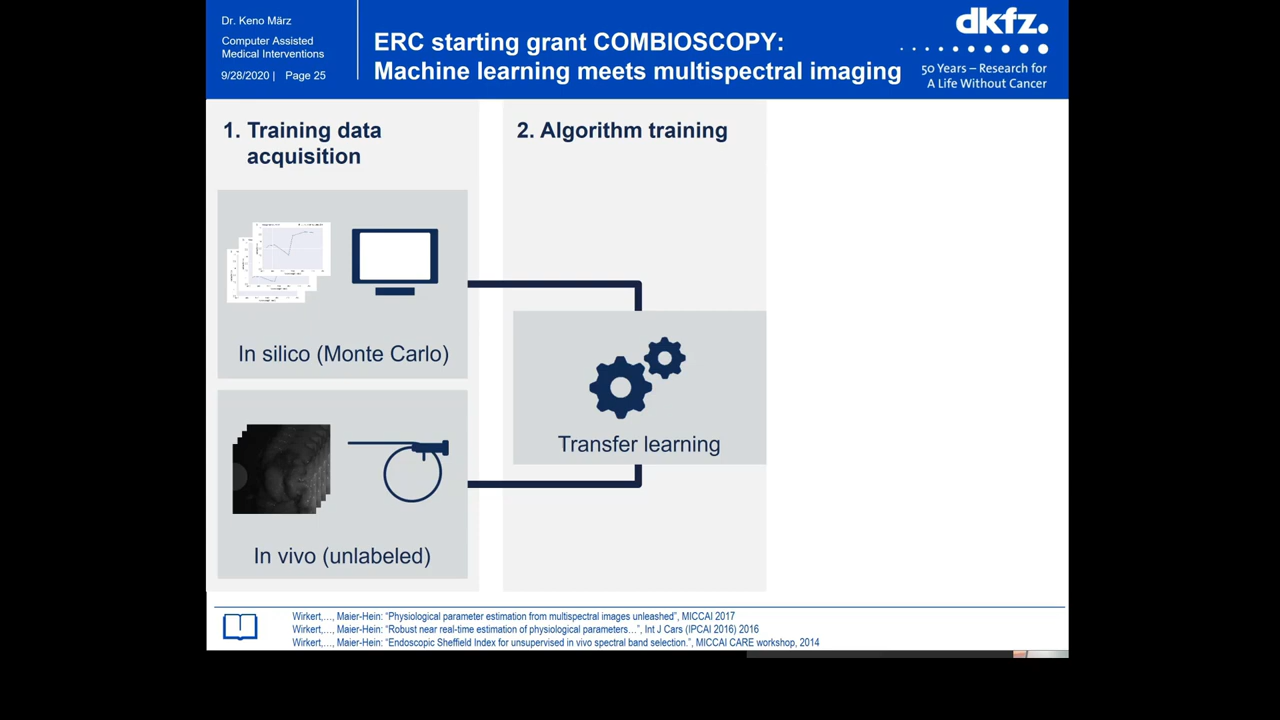 Dr. Keno März
Computer Assisted
Medical Interventions
9/28/2020 | Page 25
ERC starting grant COMBIOSCOPY:
Machine learning meets multispectral imaging
dkfz.
50 Years – Research for
A Life Without Cancer
1. Training data
acquisition
In silico (Monte Carlo)
In vivo (unlabeled)
2. Algorithm training
Transfer learning
Wirkert,…, Maier-Hein: “Physiological parameter estimation from multispectral images unleashed”, MICCAI 2017
Wirkert,…, Maier-Hein: “Robust near real-time estimation of physiological parameters…”, Int J Cars (IPCAI 2016) 2016
Wirkert,…, Maier-Hein: “Endoscopic Sheffield Index for unsupervised in vivo spectral band selection.”, MICCAI CARE workshop, 2014